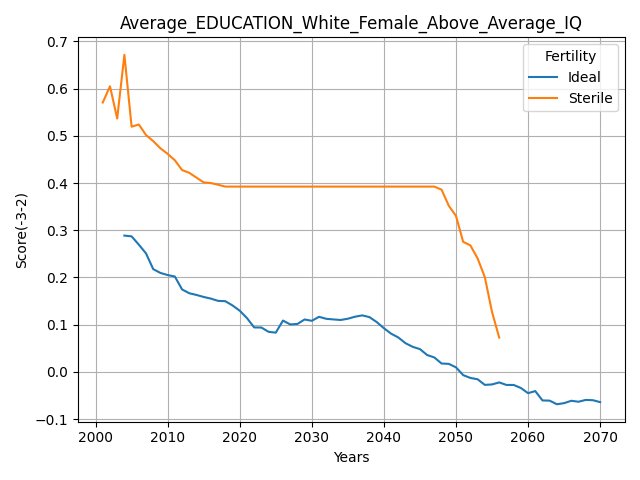 Average_EDUCATION_White_Female_Above_Average_IQ
Fertility
Ideal
Sterile
Score(-3-2)
0.7
0.6
0.5
0.4
0.3
0.2
0.1
0.0
−0.1
2000 2010 2020 2030 2040 2050 2060 2070
Years